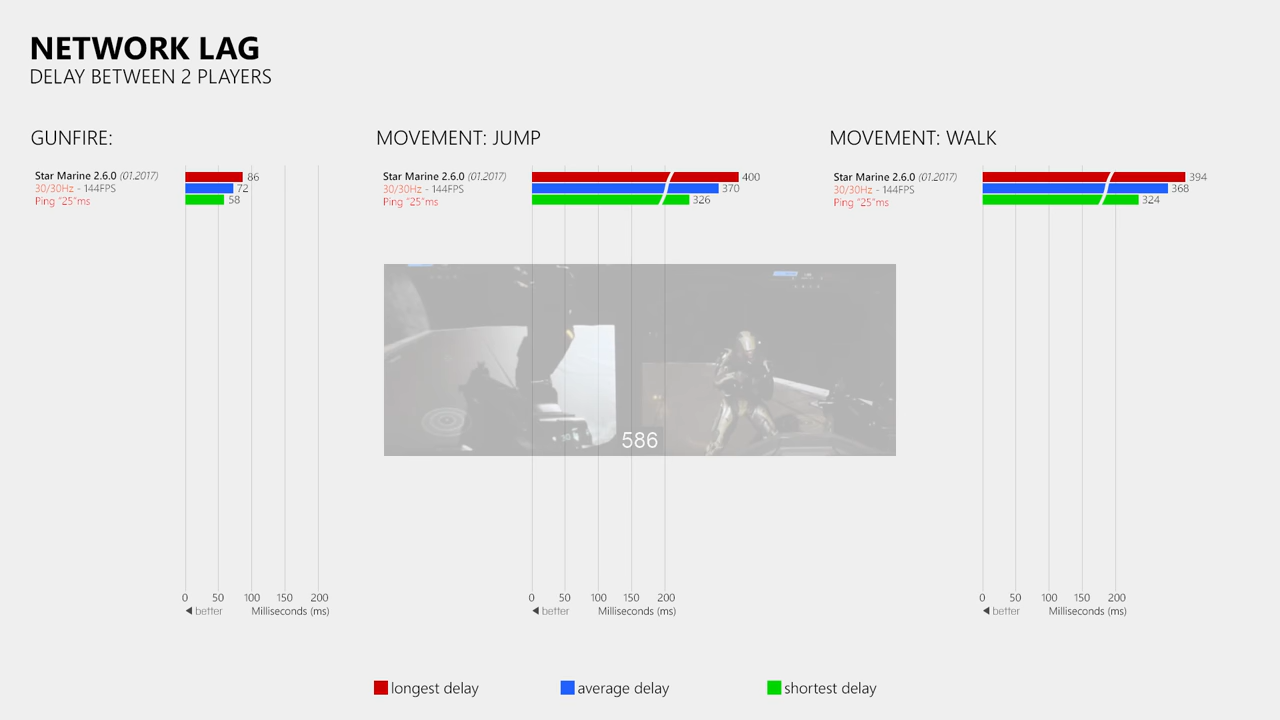 NETWORK LAG
DELAY BETWEEN 2 PLAYERS
GUNFIRE:
Star Marine 2.6.0 (01.2017)
30/30Hz - 144FPS
Ping "25"ms
86
72
58
0 50 100 150 200
better Milliseconds (ms)
MOVEMENT: JUMP
Star Marine 2.6.0 (01.2017)
30/30Hz - 144FPS
Ping "25"ms
400
370
326
586
0 50 100 150 200
better Milliseconds (ms)
MOVEMENT: WALK
Star Marine 2.6.0 (01.2017)
30/30Hz - 144FPS
Ping "25"ms
394
368
324
0 50 100 150 200
better Milliseconds (ms)
longest delay average delay shortest delay